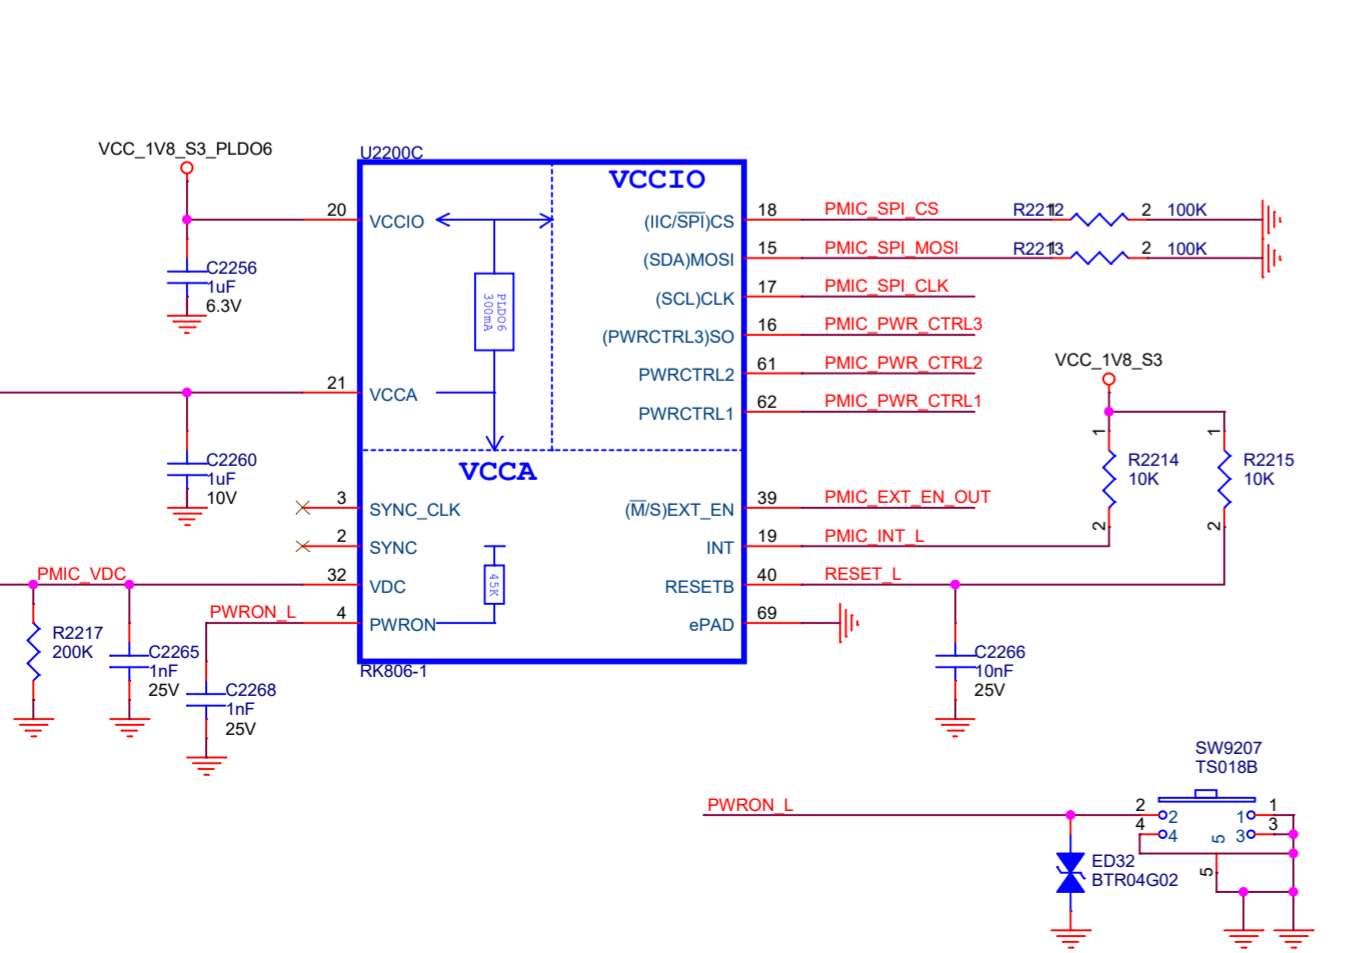 VCC_1V8_S3_PLDO6
C2256
1uF
6.3V
C2260
1uF
10V
PMIC_VDC
R2217
200K
C2265
1nF
25V
PWRON_L
C2268
1nF
25V
U2200C
VCCIO
20
VCCIO
PLDO6
300mA
21
VCCA
VCCA
3
SYNC_CLK
2
SYNC
32
VDC
4
PWRON
45K
RK806-1
(IIC/SPI)CS
18
PMIC_SPI_CS
R2212
1
2
100K
(SDA)MOSI
15
PMIC_SPI_MOSI
R2213
1
2
100K
(SCL)CLK
17
PMIC_SPI_CLK
(PWRCTRL3)SO
16
PMIC_PWR_CTRL3
PWRCTRL2
61
PMIC_PWR_CTRL2
PWRCTRL1
62
PMIC_PWR_CTRL1
(M/S)EXT_EN
39
PMIC_EXT_EN_OUT
INT
19
PMIC_INT_L
RESETB
40
RESET_L
ePAD
69
VCC_1V8_S3
1
R2214
10K
2
1
R2215
10K
2
C2266
10nF
25V
SW9207
TS018B
PWRON_L
2
2
1
1
4
4
5
3
3
5
ED32
BTR04G02